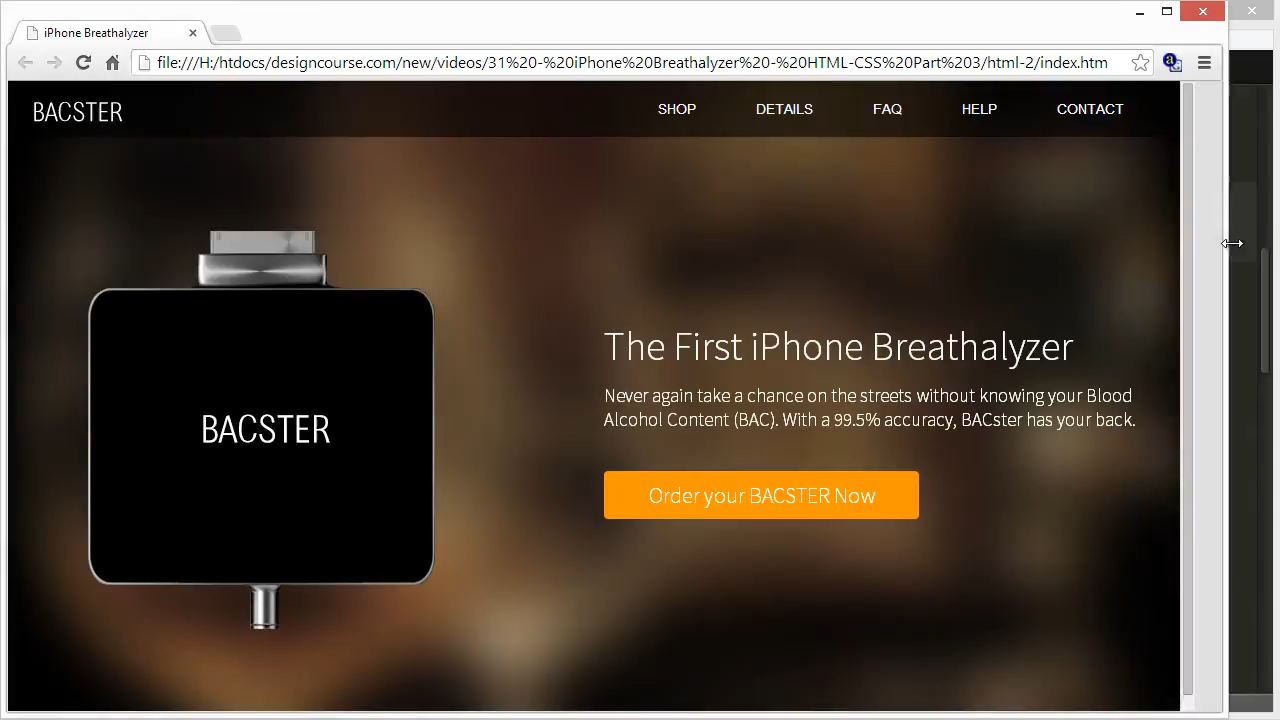 iPhone Breathalyzer
file:///H:/htdocs/designcourse.com/new/videos/31%20-%20iPhone%20Breathalyzer%20-%20HTML-CSS%20Part%203/html-2/index.htm
BACSTER SHOP DETAILS FAQ HELP CONTACT
BACSTER
The First iPhone Breathalyzer
Never again take a chance on the streets without knowing your Blood
Alcohol Content (BAC). With a 99.5% accuracy, BACster has your back.
Order your BACSTER Now